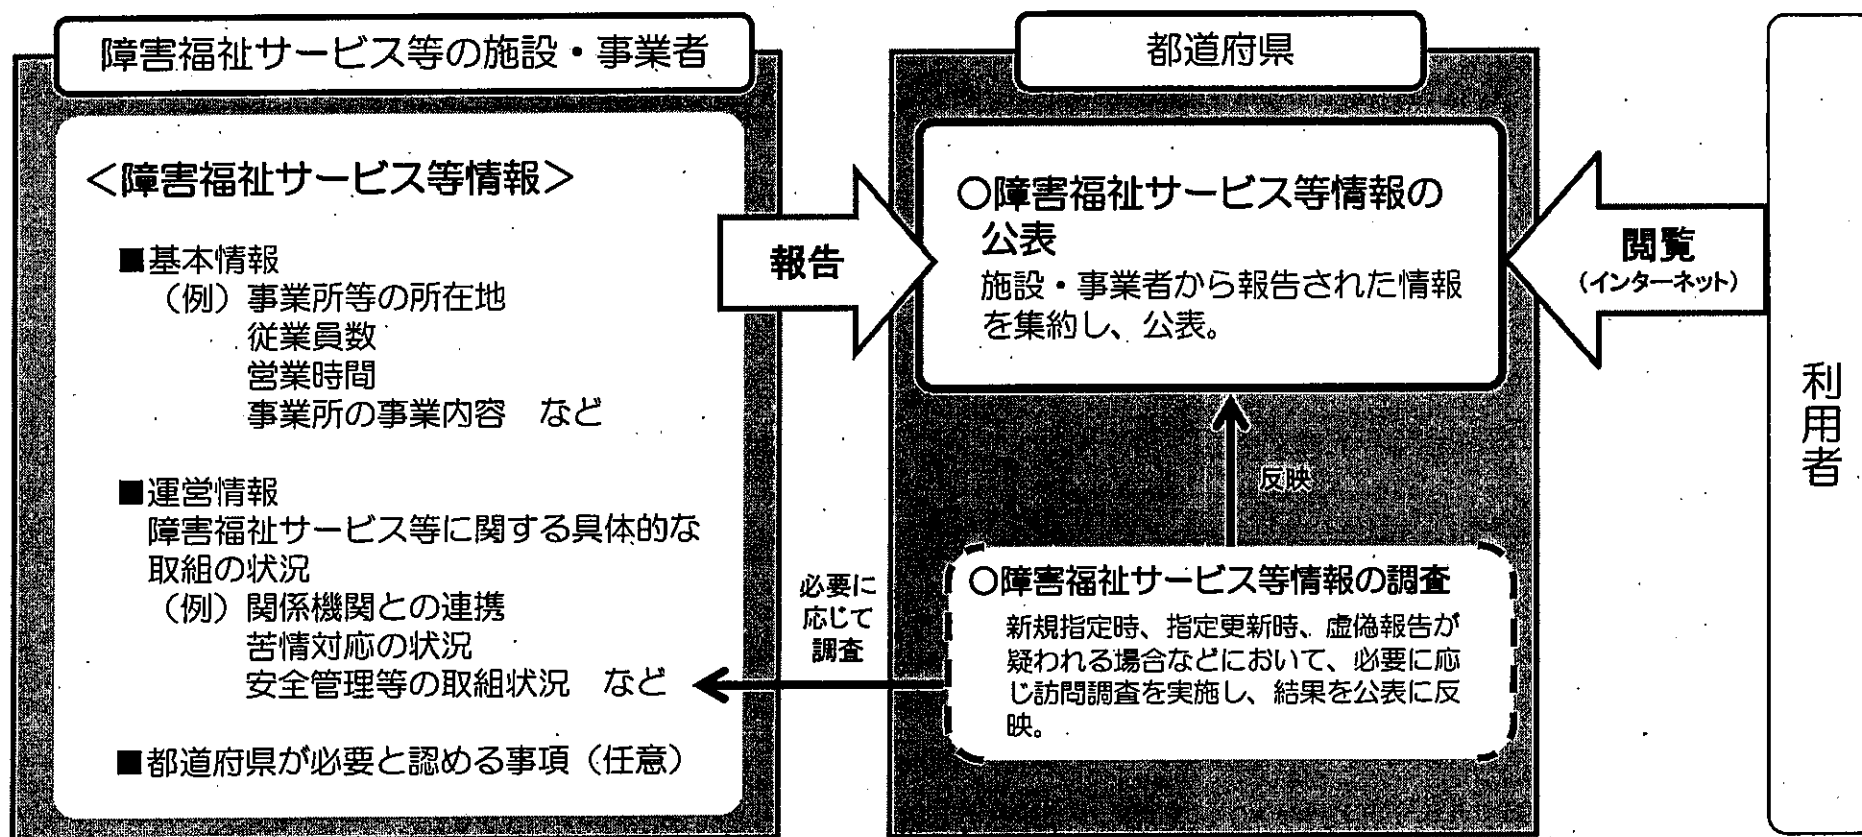 障害福祉サービス等の施設・事業者
＜障害福祉サービス等情報＞
■基本情報
（例）事業所等の所在地
従業員数
営業時間
事業所の事業内容　など
■運営情報
障害福祉サービス等に関する具体的な
取組の状況
（例）関係機関との連携
苦情対応の状況
安全管理等の取組状況　など
■都道府県が必要と認める事項（任意）
報告
必要に
応じて
調査
都道府県
○障害福祉サービス等情報の
公表
施設・事業者から報告された情報
を集約し、公表。
反映
○障害福祉サービス等情報の調査
新規指定時、指定更新時、虚偽報告が
疑われる場合などにおいて、必要に応
じ訪問調査を実施し、結果を公表に反
映。
閲覧
（インターネット）
利用者